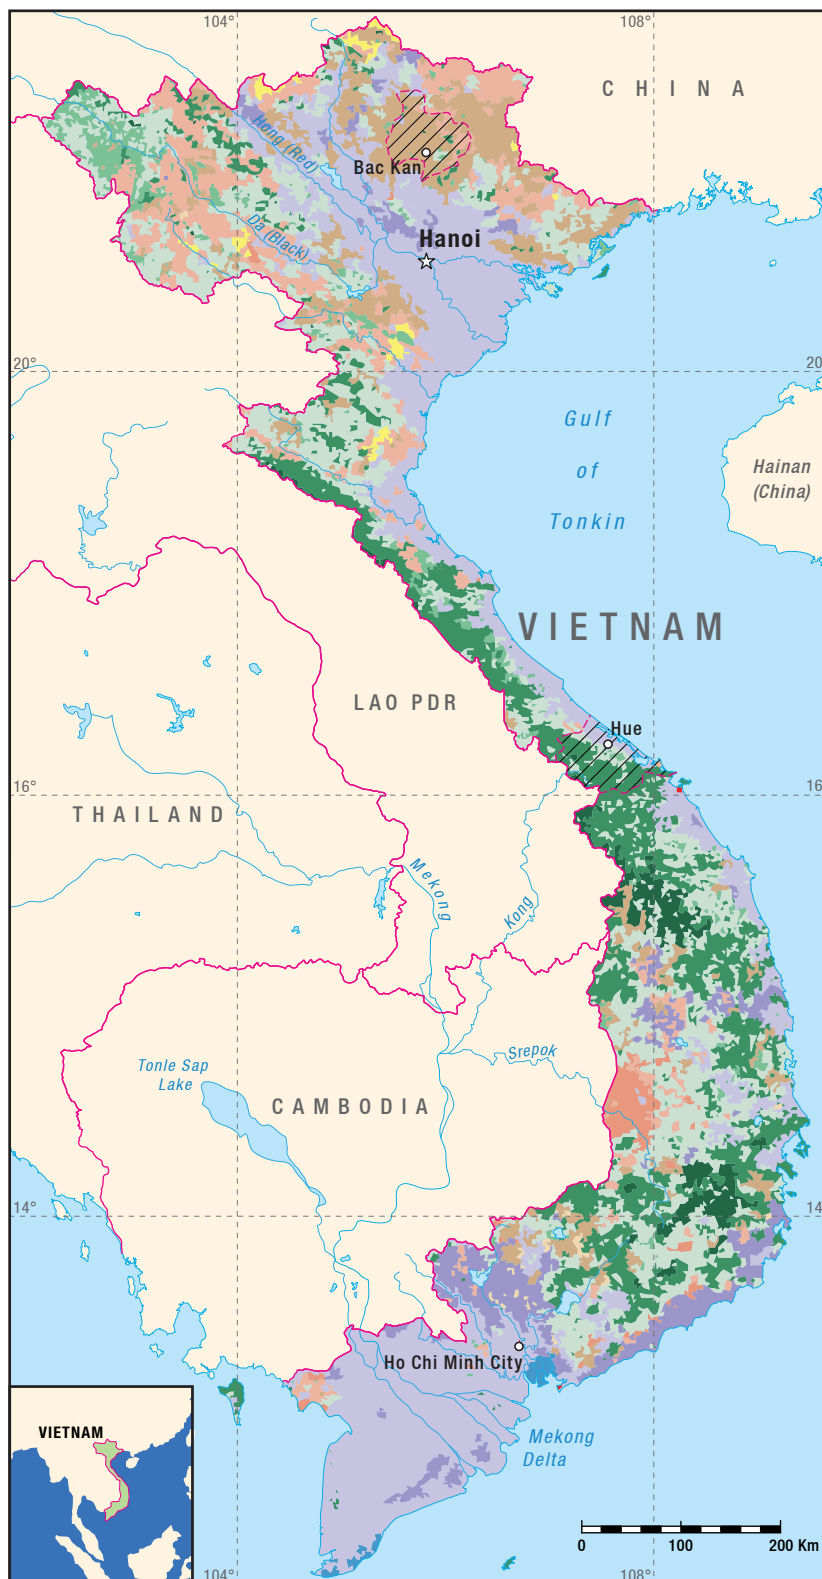 104°
108°
CHINA
Hong (Red)
Bac Kan
Da (Black)
Hanoi
20°
20
Gulf
of
Tonkin
Hainan
(China)
VIETNAM
LAO PDR
Hue
16°
16
THAILAND
Mekong
Kong
Srepok
Tonle Sap
Lake
CAMBODIA
14°
14
Ho Chi Minh City
Mekong
Delta
VIETNAM
0 100 200 Km
104°
108°